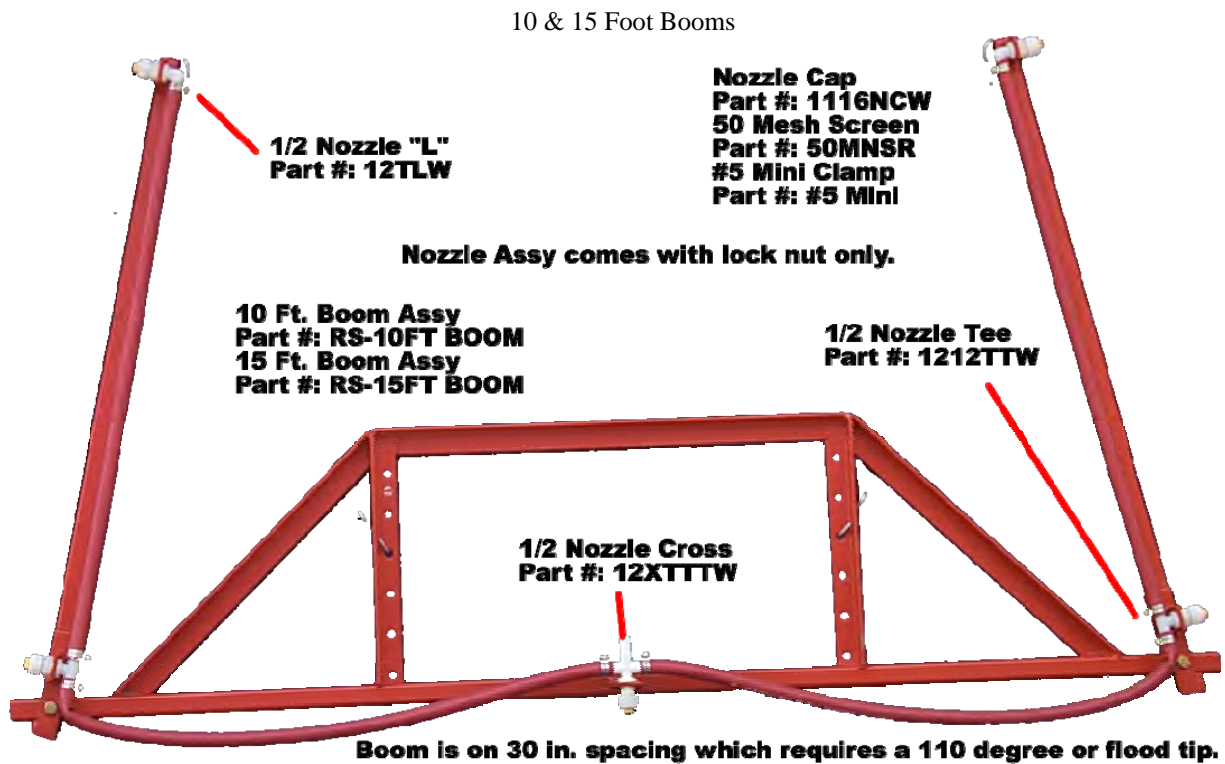 10 & 15 Foot Booms
Nozzle Cap
Part #: 1116NCW
50 Mesh Screen
Part #: 50MNSR
#5 Mini Clamp
Part #: #5 Mini
1/2 Nozzle "L"
Part #: 12TLW
Nozzle Assy comes with lock nut only.
10 Ft. Boom Assy
Part #: RS-10FT BOOM
15 Ft. Boom Assy
Part #: RS-15FT BOOM
1/2 Nozzle Tee
Part #: 1212TTW
1/2 Nozzle Cross
Part #: 12XTTTW
Boom is on 30 in. spacing which requires a 110 degree or flood tip.